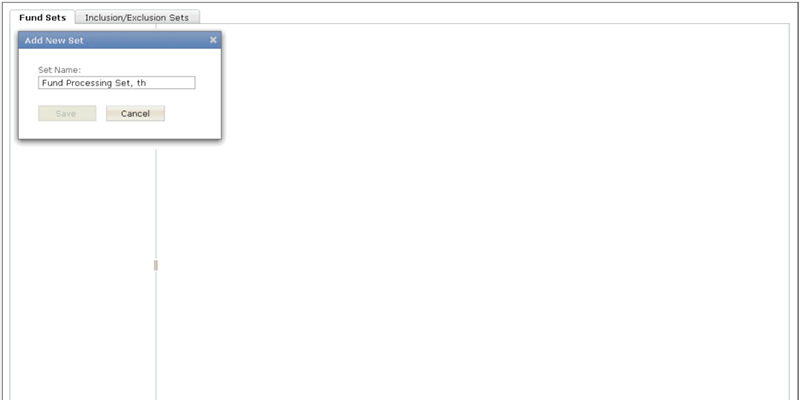 Fund Sets Inclusion/Exclusion Sets
Add New Set
Set Name:
Fund Processing Set, th
Save Cancel